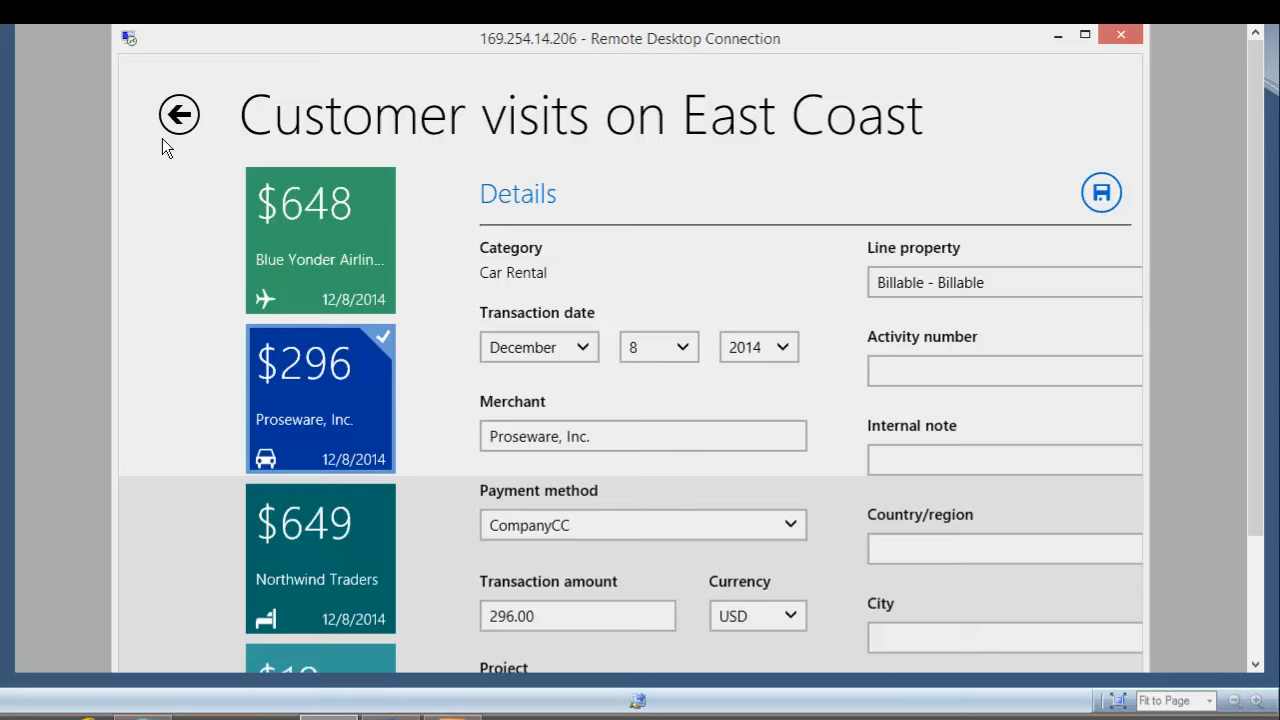 169.254.14.206 - Remote Desktop Connection
Customer visits on East Coast
$648
Blue Yonder Airlin...
12/8/2014
$296
Proseware, Inc.
12/8/2014
$649
Northwind Traders
12/8/2014
Details
Category
Car Rental
Transaction date
December 8 2014
Merchant
Proseware, Inc.
Payment method
CompanyCC
Transaction amount Currency
296.00 USD
Project
Line property
Billable - Billable
Activity number
Internal note
Country/region
City
Fit to Page